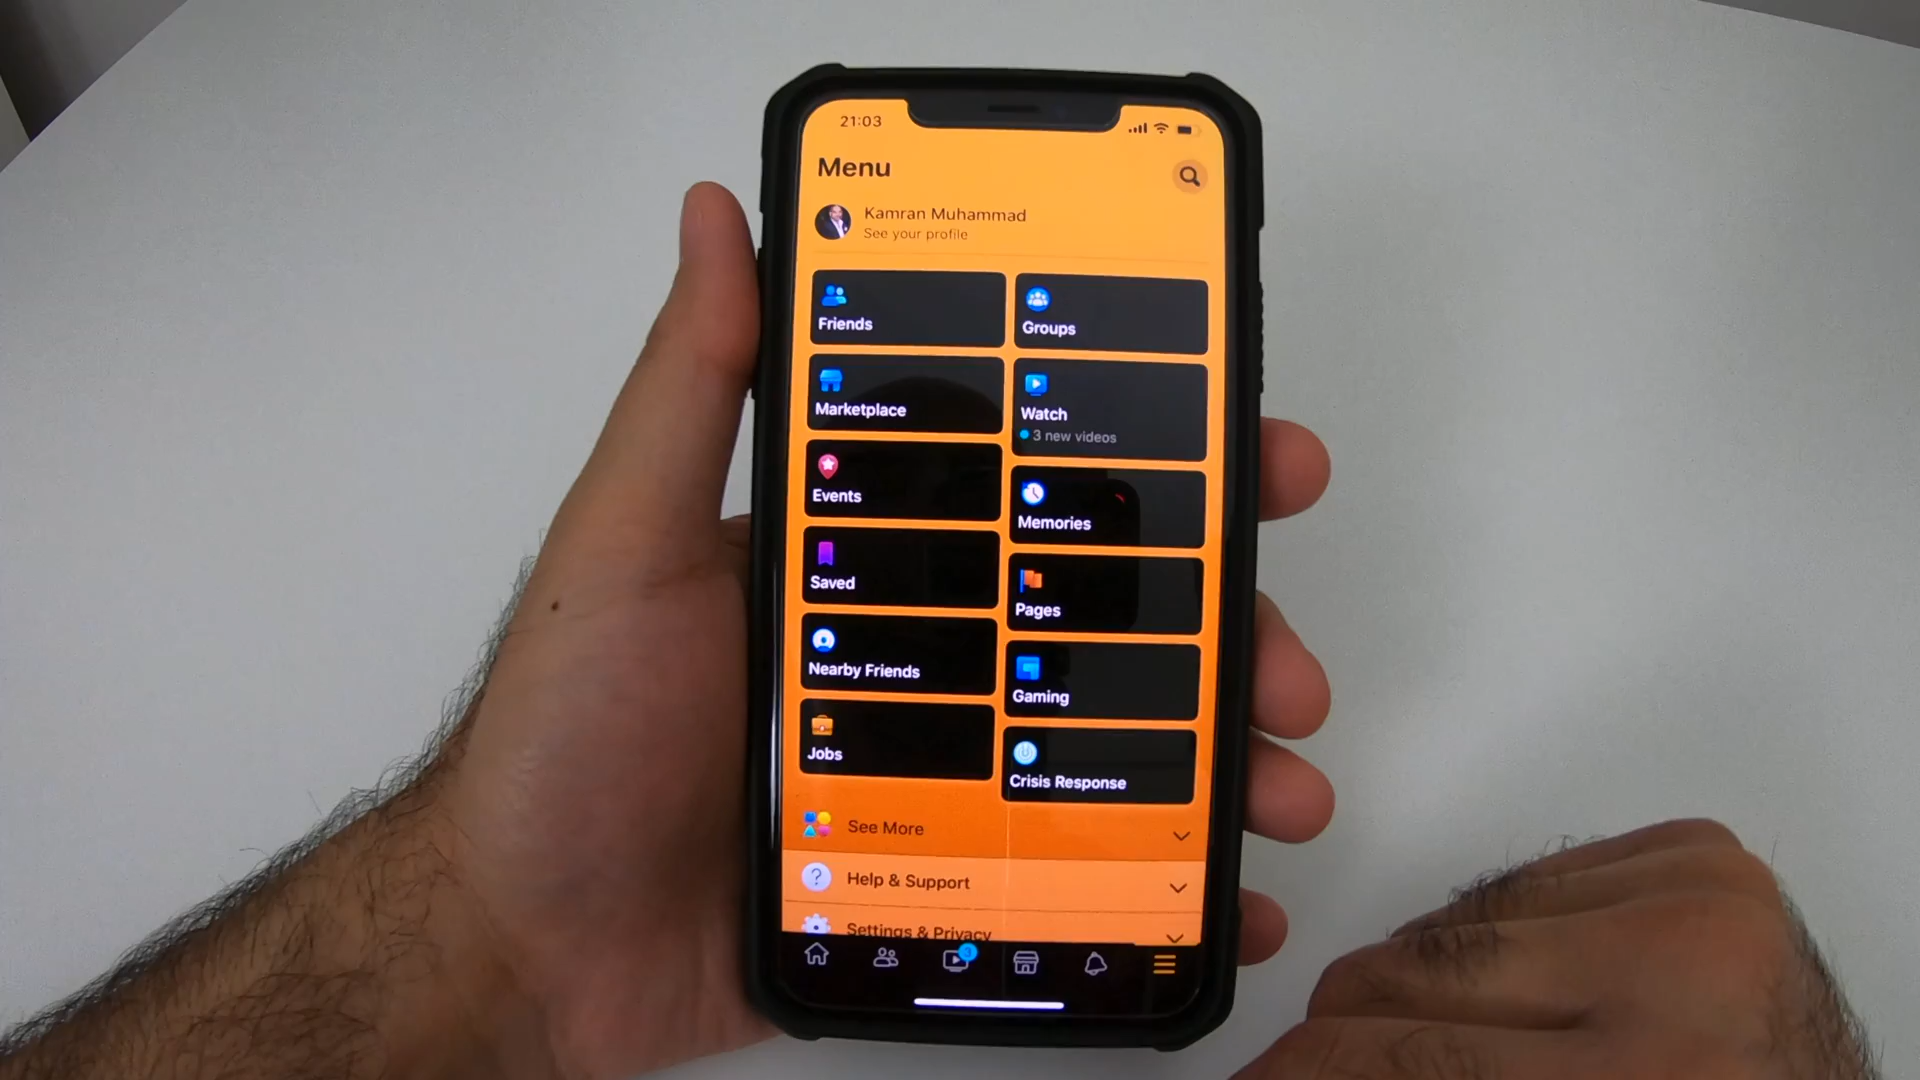 21:03
Menu
Kamran Muhammad
See your profile
Friends
Groups
Marketplace
Watch
3 new videos
Events
Memories
Saved
Pages
Nearby Friends
Gaming
Jobs
Crisis Response
See More
Help & Support
Settings & Privacy
3